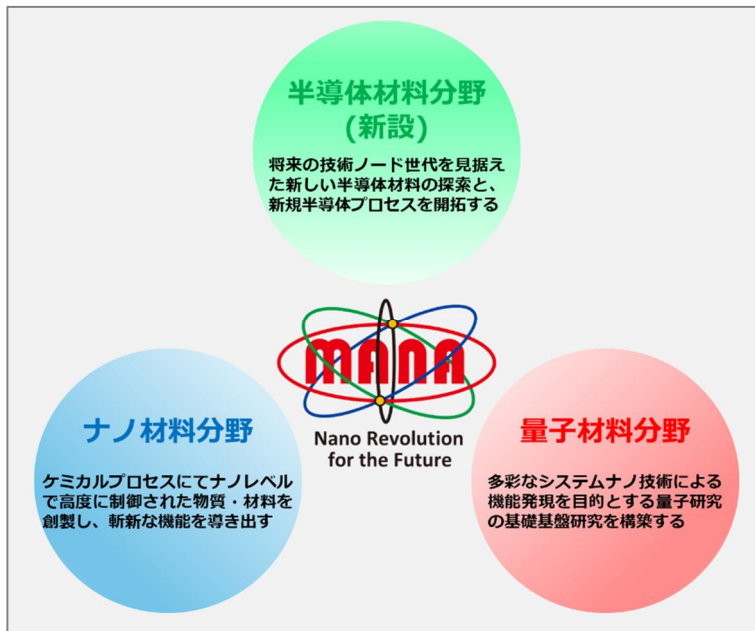 半導体材料分野
(新設)
将来の技術ノード世代を見据え
た新しい半導体材料の探索と、
新規半導体プロセスを開拓する
MANA
Nano Revolution
for the Future
ナノ材料分野
ケミカルプロセスにてナノレベル
で高度に制御された物質・材料を
創製し、斬新な機能を導き出す
量子材料分野
多彩なシステムナノ技術による
機能発現を目的とする量子研究
の基礎基盤研究を構築する